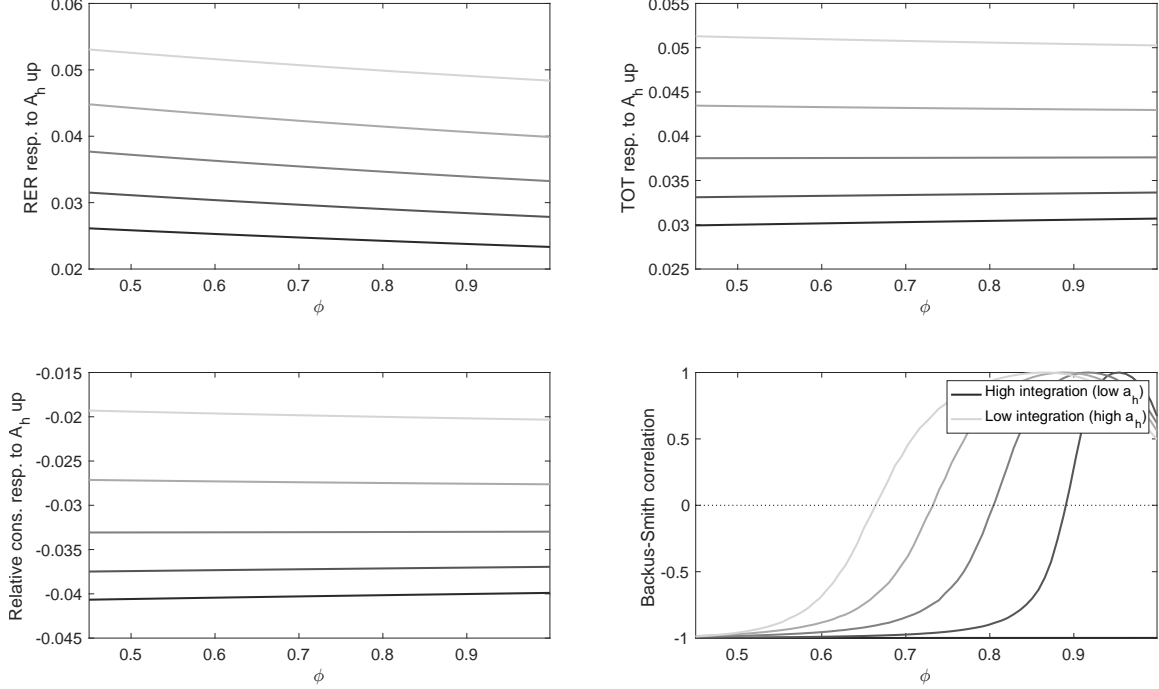 0.06
0.05
0.04
0.03
0.02
RER resp. to A_h up
0.5 0.6 0.7 0.8 0.9
ϕ
0.055
0.05
0.045
0.04
0.035
0.03
0.025
TOT resp. to A_h up
0.5 0.6 0.7 0.8 0.9
ϕ
-0.015
-0.02
-0.025
-0.03
-0.035
-0.04
-0.045
Relative cons. resp. to A_h up
0.5 0.6 0.7 0.8 0.9
ϕ
1
0.5
0
-0.5
-1
Backus-Smith correlation
High integration (low a_h)
Low integration (high a_h)
0.5 0.6 0.7 0.8 0.9
ϕ